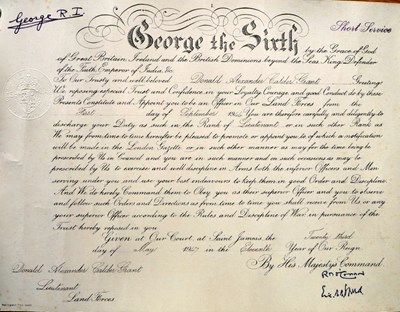 George R.I.
Short Service
George the Sixth by the Grace of God
of Great Britain, Ireland and the British Dominions beyond the Seas, King, Defender
of the Faith, Emperor of India, &c.
To Our Trusty and well beloved Donald Alexander Calder Grant Greeting!
We reposing especial Trust and Confidence in your Loyalty, Courage, and good Conduct do by these
Presents Constitute and Appoint you to be an Officer in Our Land Forces from the
First day of September 1945. You are therefore carefully and diligently to
discharge your Duty as such in the Rank of Lieutenant or in such other Rank as
We may from time to time hereafter be pleased to promote or appoint you to, of which a notification
will be made in the London Gazette, or in such other manner as may for the time being be
prescribed by Us in Council, and you are in such manner and on such occasions as may be
prescribed by Us to exercise and well discipline in Arms both the inferior Officers and Men
serving under you and use your best endeavours to keep them in good Order and Discipline.
And We do hereby Command them to Obey you as their superior Officer and you to observe
and follow such Orders and Directions as from time to time you shall receive from Us, or any
your superior Officer, according to the Rules and Discipline of War, in pursuance of the
Trust hereby reposed in you.
Given at Our Court, at Saint James's, the Twenty third
day of May in the Eleventh Year of Our Reign
By His Majesty's Command
Donald Alexander Calder Grant
Lieutenant
Land Forces